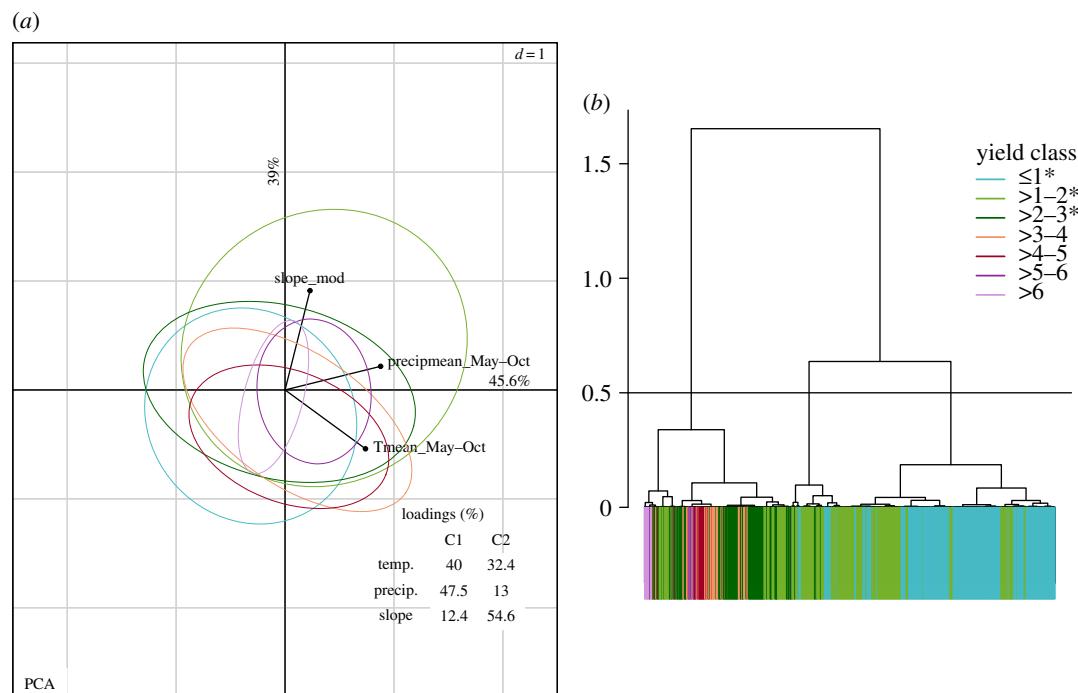 (a)
d = 1
39%
slope_mod
precipmean_May–Oct
45.6%
Tmean_May–Oct
loadings (%)
C1 C2
temp. 40 32.4
precip. 47.5 13
slope 12.4 54.6
PCA
(b)
1.5
1.0
0.5
0
yield class
≤1*
>1–2*
>2–3*
>3–4
>4–5
>5–6
>6